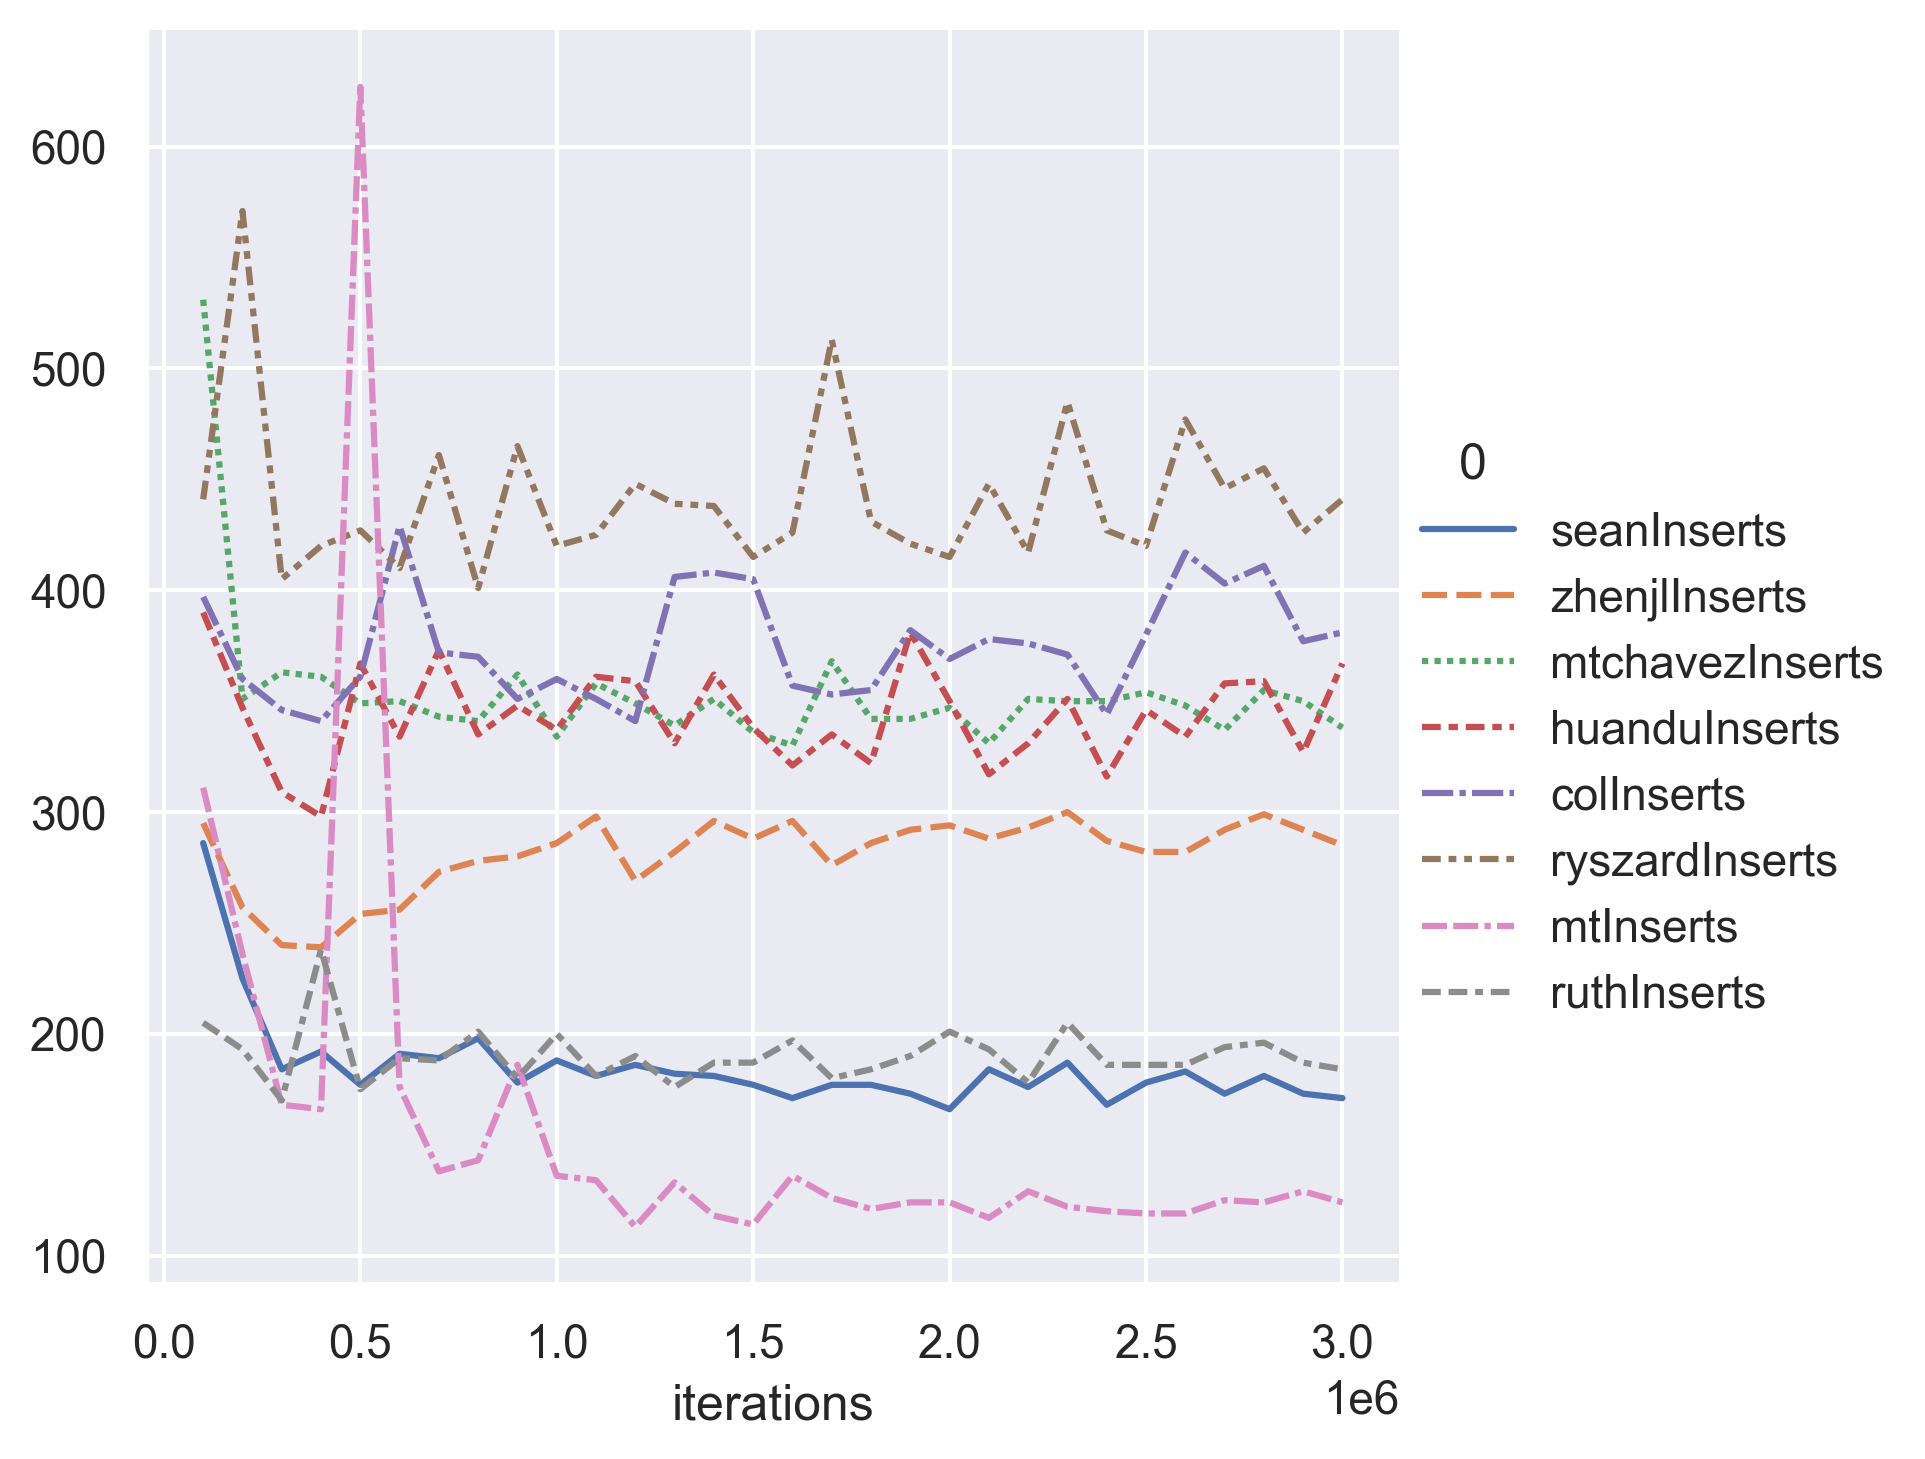 600
500
400
300
200
100
0.0 0.5 1.0 1.5 2.0 2.5 3.0
iterations
1e6
0
seanInserts
zhenjlInserts
mtchavezInserts
huanduInserts
colInserts
ryszardInserts
mtInserts
ruthInserts